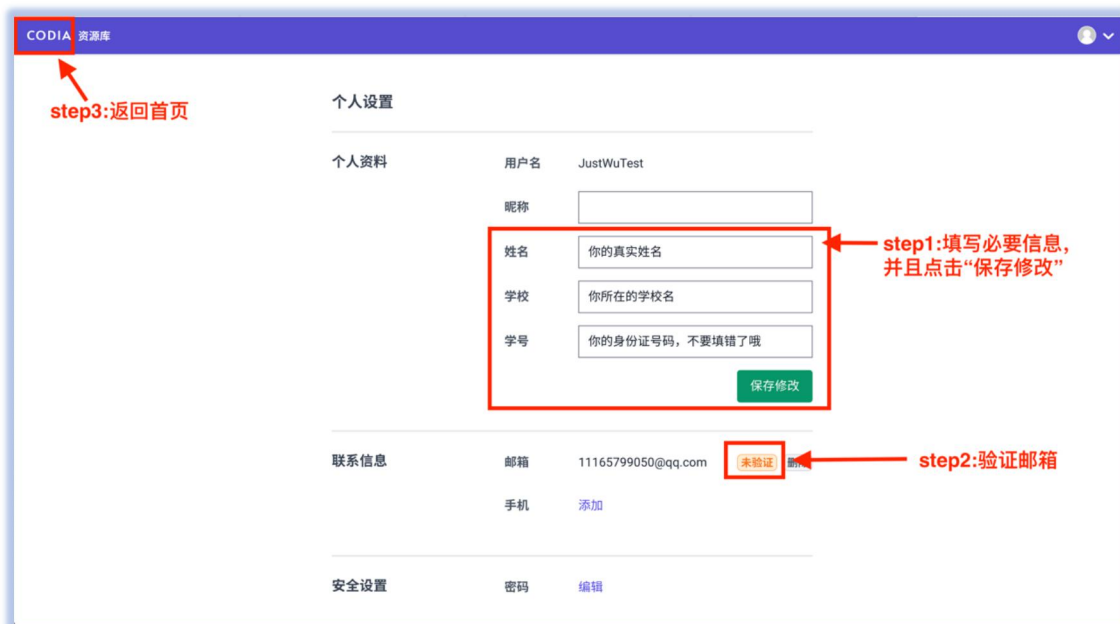 CODIA 资源库
step3:返回首页
个人设置
个人资料
用户名 JustWuTest
昵称
姓名 你的真实姓名
step1:填写必要信息,
并且点击“保存修改”
学校 你所在的学校名
学号 你的身份证号码，不要填错了哦
保存修改
联系信息 邮箱 11165799050@qq.com 未验证
step2:验证邮箱
手机 添加
安全设置 密码 编辑